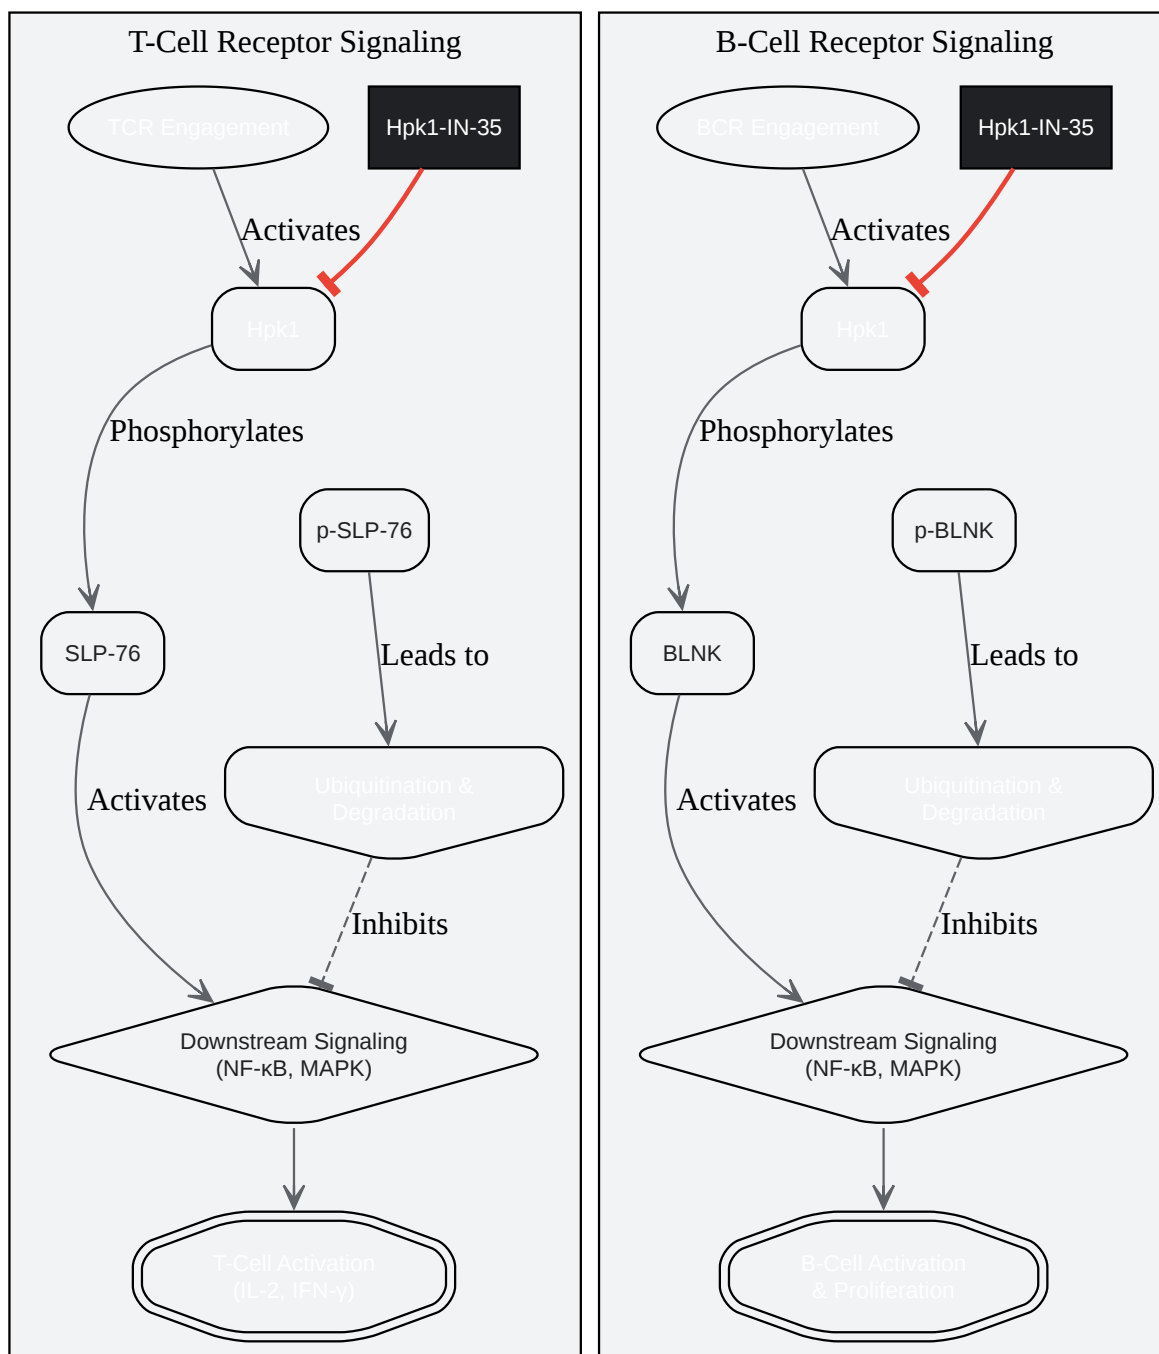 T-Cell Receptor Signaling
TCR Engagement
Hpk1-IN-35
Activates
Hpk1
Phosphorylates
p-SLP-76
SLP-76
Leads to
Ubiquitination &
Degradation
Activates
Inhibits
Downstream Signaling
(NF-κB, MAPK)
T-Cell Activation
(IL-2, IFN-γ)
B-Cell Receptor Signaling
BCR Engagement
Hpk1-IN-35
Activates
Hpk1
Phosphorylates
p-BLNK
BLNK
Leads to
Ubiquitination &
Degradation
Activates
Inhibits
Downstream Signaling
(NF-κB, MAPK)
B-Cell Activation
& Proliferation